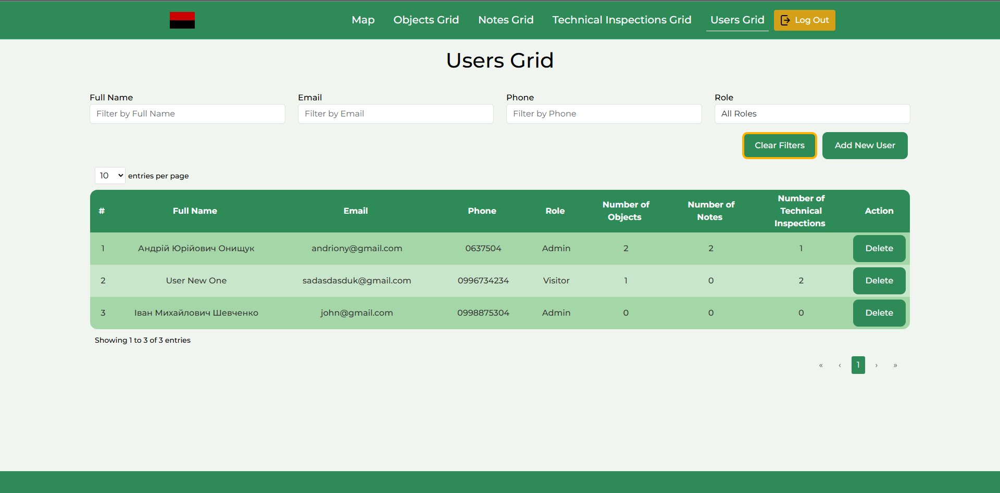 Map Objects Grid Notes Grid Technical Inspections Grid Users Grid Log Out
Users Grid
Full Name Email Phone Role
Filter by Full Name Filter by Email Filter by Phone All Roles
Clear Filters Add New User
10 entries per page
# Full Name Email Phone Role Number of Objects Number of Notes Number of Technical Inspections Action
1 Андрій Юрійович Онищук andriony@gmail.com 0637504 Admin 2 2 1 Delete
2 User New One sadasdasduk@gmail.com 0996734234 Visitor 1 0 2 Delete
3 Іван Михайлович Шевченко john@gmail.com 0998875304 Admin 0 0 0 Delete
Showing 1 to 3 of 3 entries
« ‹ 1 › »